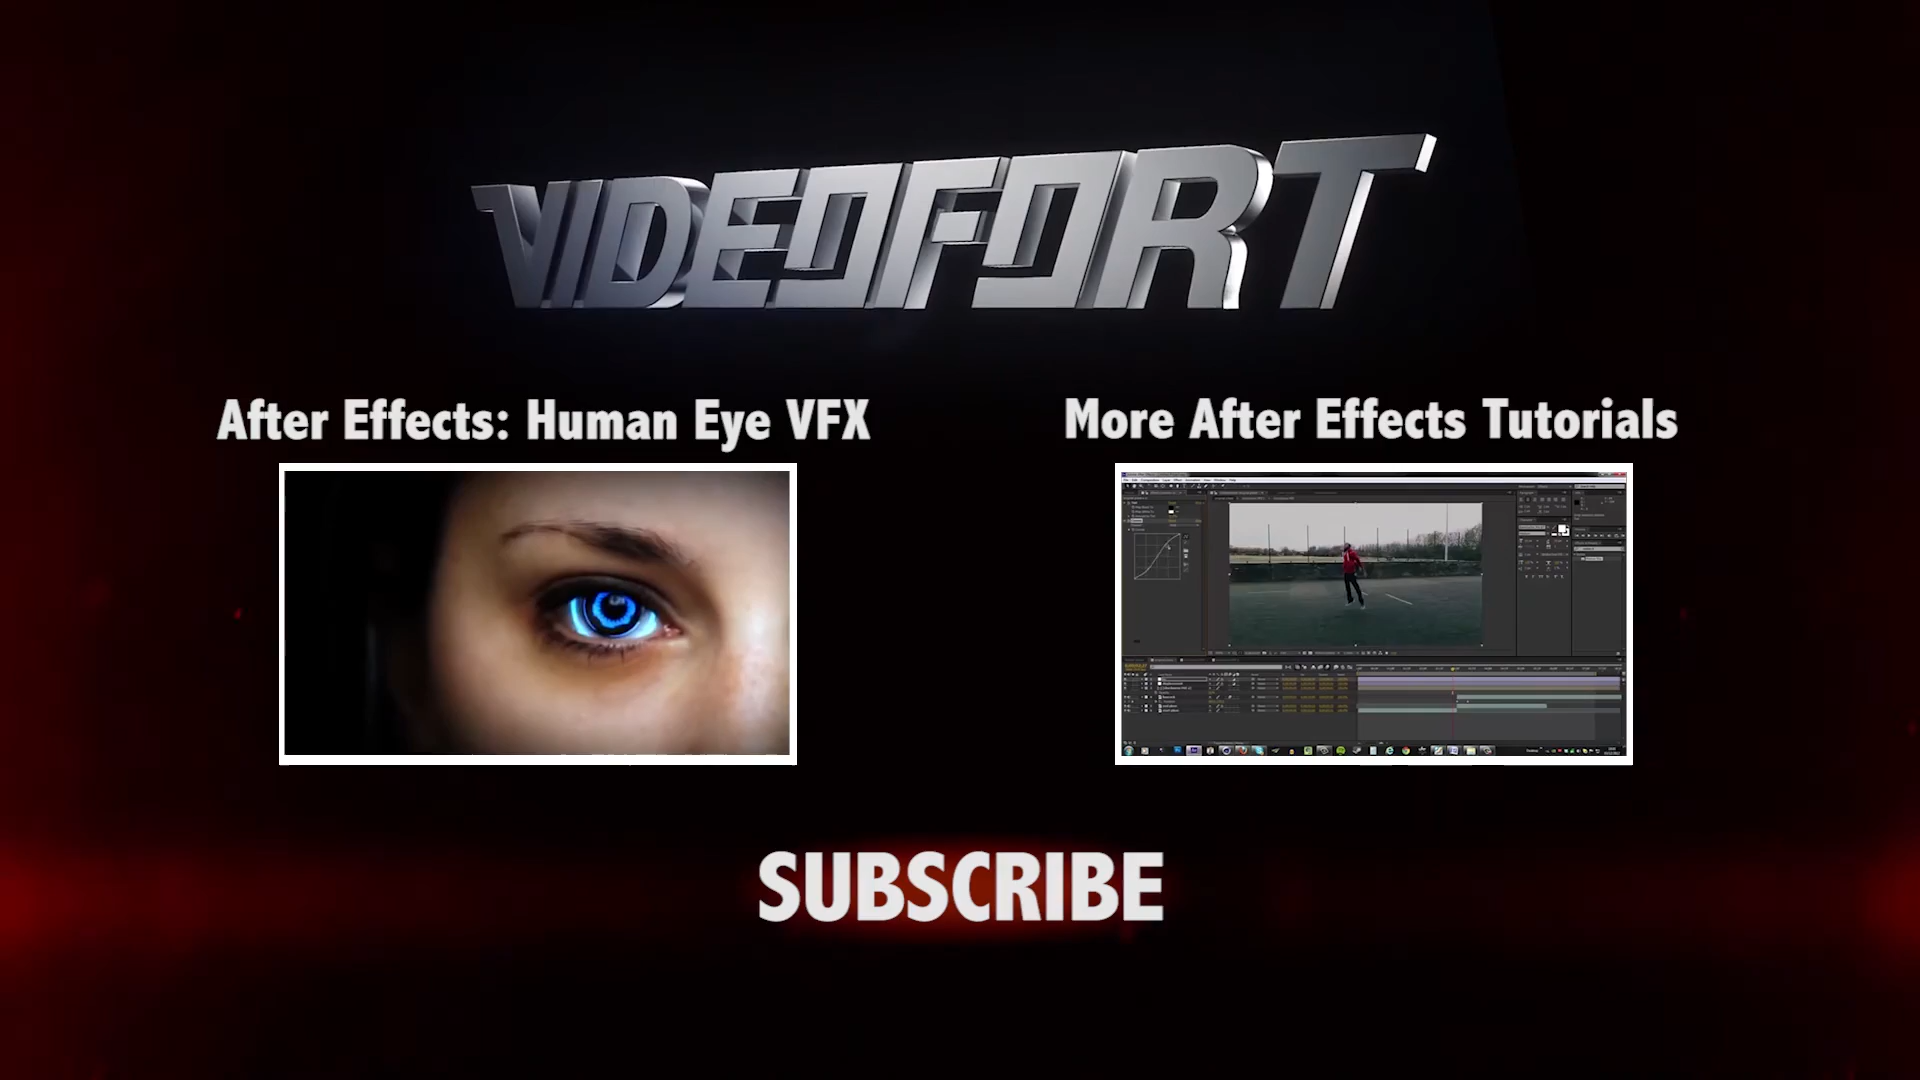 VIDEOFORT
After Effects: Human Eye VFX
More After Effects Tutorials
SUBSCRIBE